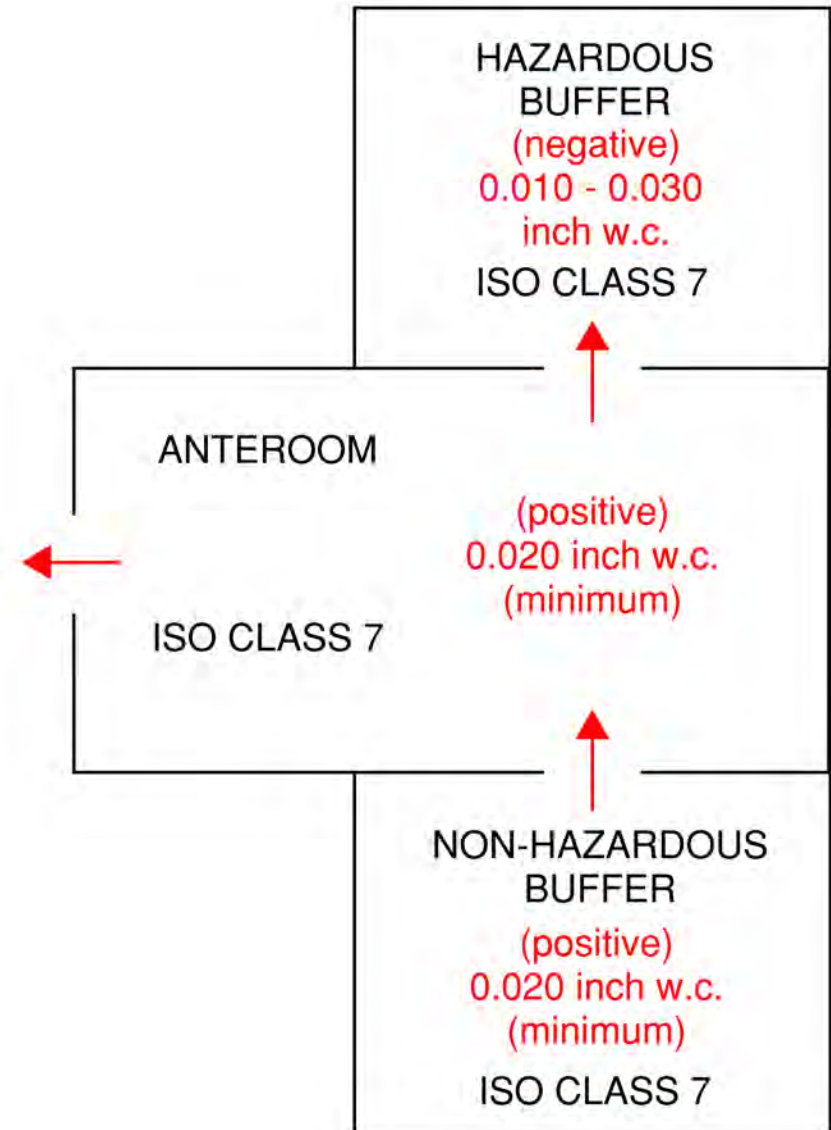 HAZARDOUS
BUFFER
(negative)
0.010 - 0.030
inch w.c.
ISO CLASS 7
ANTEROOM
(positive)
0.020 inch w.c.
(minimum)
ISO CLASS 7
NON-HAZARDOUS
BUFFER
(positive)
0.020 inch w.c.
(minimum)
ISO CLASS 7